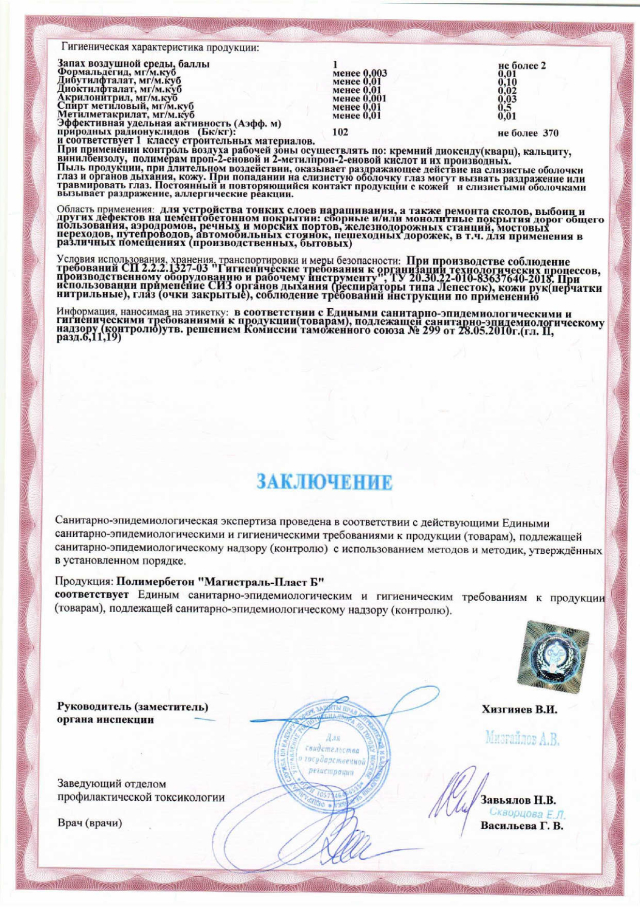 Гигиеническая характеристика продукции:
Запах воздушной среды, баллы 1 не более 2
Формальдегид, мг/м.куб менее 0,003 0,01
Дибутилфталат, мг/м.куб менее 0,01 0,10
Диоктилфталат, мг/м.куб менее 0,01 0,02
Акрилонитрил, мг/м.куб менее 0,001 0,03
Спирт метиловый, мг/м.куб менее 0,01 0,5
Метилметакрилат, мг/м.куб менее 0,01 0,01
Эффективная удельная активность (Аэфф. м)
природных радионуклидов (Бк/кг): 102 не более 370
и соответствует 1 классу строительных материалов.
При применении контроль воздуха рабочей зоны осуществлять по: кремний диоксиду(кварц), кальциту,
винилбензолу, полимерам проп-2-еновой и 2-метилпроп-2-еновой кислот и их производных.
Пыль продукции, при длительном воздействии, оказывает раздражающее действие на слизистые оболочки
глаз и органов дыхания, кожу. При попадании на слизистую оболочку глаз могут вызвать раздражение или
травмировать глаз. Постоянный и повторяющийся контакт продукции с кожей и слизистыми оболочками
вызывает раздражение, аллергические реакции.
Область применения: для устройства тонких слоев наращивания, а также ремонта сколов, выбоин и
других дефектов на цементобетонном покрытии: сборные и/или монолитные покрытия дорог общего
пользования, аэродромов, речных и морских портов, железнодорожных станций, мостовых
переходов, путепроводов, автомобильных стоянок, пешеходных дорожек, в т.ч. для применения в
различных помещениях (производственных, бытовых)
Условия использования, хранения, транспортировки и меры безопасности: При производстве соблюдение
требований СП 2.2.2.1327-03 "Гигиенические требования к организации технологических процессов,
производственному оборудованию и рабочему инструменту", ТУ 20.30.22-010-83637640-2018. При
использовании применение СИЗ органов дыхания (респираторы типа Лепесток), кожи рук(перчатки
нитрильные), глаз (очки закрытые), соблюдение требований инструкции по применению
Информация, наносимая на этикетку: в соответствии с Едиными санитарно-эпидемиологическими и
гигиеническими требованиями к продукции(товарам), подлежащей санитарно-эпидемиологическому
надзору (контролю)утв. решением Комиссии таможенного союза № 299 от 28.05.2010г.(гл. II,
разд.6,11,19)
ЗАКЛЮЧЕНИЕ
Санитарно-эпидемиологическая экспертиза проведена в соответствии с действующими Едиными
санитарно-эпидемиологическими и гигиеническими требованиями к продукции (товарам), подлежащей
санитарно-эпидемиологическому надзору (контролю) с использованием методов и методик, утверждённых
в установленном порядке.
Продукция: Полимербетон "Магистраль-Пласт Б"
соответствует Единым санитарно-эпидемиологическим и гигиеническим требованиям к продукции
(товарам), подлежащей санитарно-эпидемиологическому надзору (контролю).
Руководитель (заместитель)
органа инспекции
Хизгияев В.И.
Мизгайлов А.В.
Для
свидетельства
о государственной
регистрации
Заведующий отделом
профилактической токсикологии
Завьялов Н.В.
Скворцова Е.Л.
Врач (врачи)
Васильева Г. В.